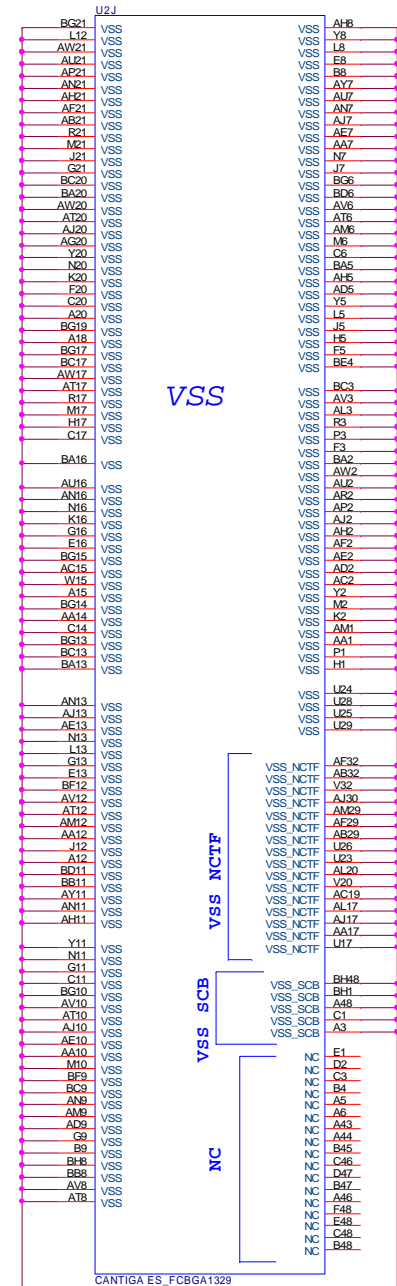 U2J
BG21 VSS
L12 VSS
AW21 VSS
AU21 VSS
AP21 VSS
AN21 VSS
AH21 VSS
AF21 VSS
AB21 VSS
R21 VSS
M21 VSS
J21 VSS
G21 VSS
BC20 VSS
BA20 VSS
AW20 VSS
AT20 VSS
AJ20 VSS
AG20 VSS
Y20 VSS
N20 VSS
K20 VSS
F20 VSS
C20 VSS
A20 VSS
BG19 VSS
A18 VSS
BG17 VSS
BC17 VSS
AW17 VSS
AT17 VSS
R17 VSS
M17 VSS
H17 VSS
C17 VSS
BA16 VSS
AU16 VSS
AN16 VSS
N16 VSS
K16 VSS
G16 VSS
E16 VSS
BG15 VSS
AC15 VSS
W15 VSS
A15 VSS
BG14 VSS
AA14 VSS
C14 VSS
BG13 VSS
BC13 VSS
BA13 VSS
AN13 VSS
AJ13 VSS
AE13 VSS
N13 VSS
L13 VSS
G13 VSS
E13 VSS
BF12 VSS
AV12 VSS
AT12 VSS
AM12 VSS
AA12 VSS
J12 VSS
A12 VSS
BD11 VSS
BB11 VSS
AY11 VSS
AN11 VSS
AH11 VSS
Y11 VSS
N11 VSS
G11 VSS
C11 VSS
BG10 VSS
AV10 VSS
AT10 VSS
AJ10 VSS
AE10 VSS
AA10 VSS
M10 VSS
BF9 VSS
BC9 VSS
AN9 VSS
AM9 VSS
AD9 VSS
G9 VSS
B9 VSS
BH8 VSS
BB8 VSS
AV8 VSS
AT8 VSS
VSS
VSS AH8
VSS Y8
VSS L8
VSS E8
VSS B8
VSS AY7
VSS AU7
VSS AN7
VSS AJ7
VSS AE7
VSS AA7
VSS N7
VSS J7
VSS BG6
VSS BD6
VSS AV6
VSS AT6
VSS AM6
VSS M6
VSS C6
VSS BA5
VSS AH5
VSS AD5
VSS Y5
VSS L5
VSS J5
VSS H5
VSS F5
VSS BE4
VSS BC3
VSS AV3
VSS AL3
VSS R3
VSS P3
VSS F3
VSS BA2
VSS AW2
VSS AU2
VSS AR2
VSS AP2
VSS AJ2
VSS AH2
VSS AF2
VSS AE2
VSS AD2
VSS AC2
VSS Y2
VSS M2
VSS K2
VSS AM1
VSS AA1
VSS P1
VSS H1
VSS U24
VSS U28
VSS U25
VSS U29
VSS NCTF
VSS_NCTF AF32
VSS_NCTF AB32
VSS_NCTF V32
VSS_NCTF AJ30
VSS_NCTF AM29
VSS_NCTF AF29
VSS_NCTF AB29
VSS_NCTF U26
VSS_NCTF U23
VSS_NCTF AL20
VSS_NCTF V20
VSS_NCTF AC19
VSS_NCTF AL17
VSS_NCTF AJ17
VSS_NCTF AA17
VSS_NCTF U17
VSS SCB
VSS_SCB BH48
VSS_SCB BH1
VSS_SCB A48
VSS_SCB C1
VSS_SCB A3
NC
NC E1
NC D2
NC C3
NC B4
NC A5
NC A6
NC A43
NC A44
NC B45
NC C46
NC D47
NC B47
NC A46
NC F48
NC E48
NC C48
NC B48
CANTIGA ES_FCBGA1329